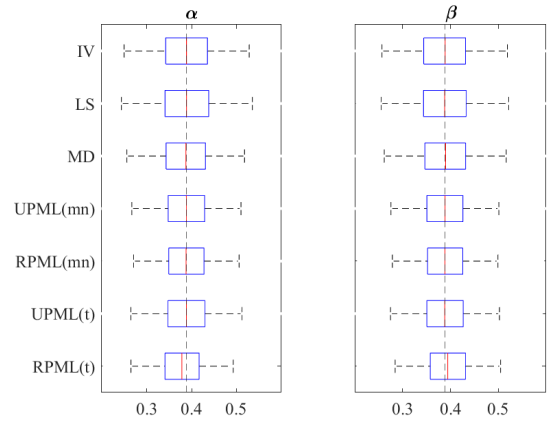 α β
IV
LS
MD
UPML(mn)
RPML(mn)
UPML(t)
RPML(t)
0.3 0.4 0.5 0.3 0.4 0.5